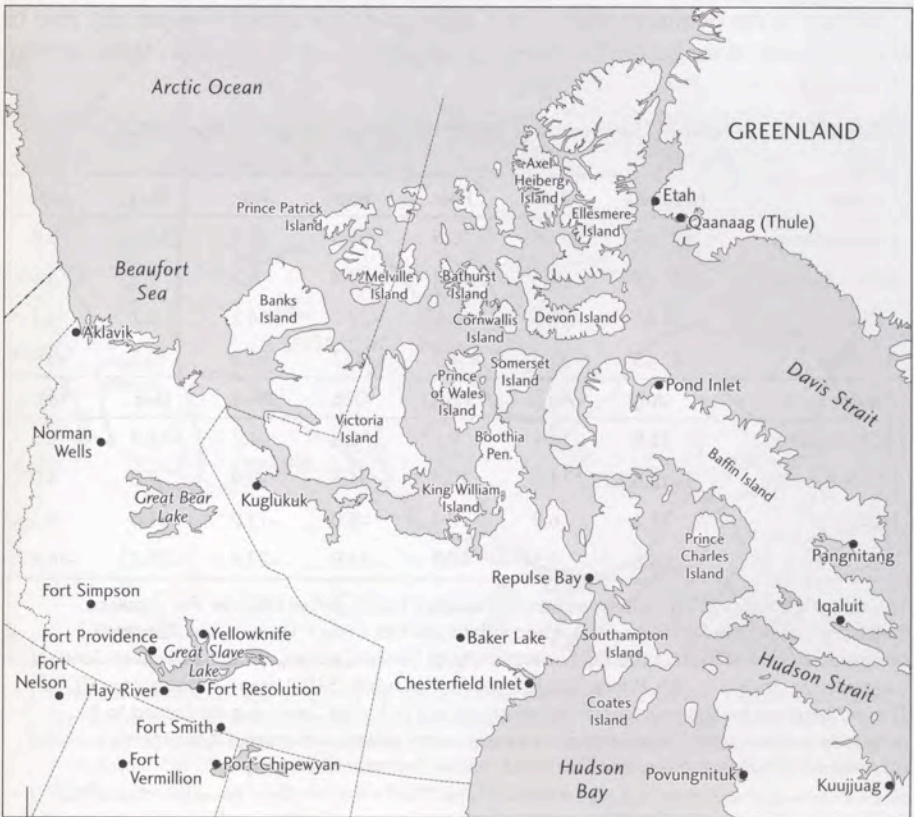 Arctic Ocean
GREENLAND
Axel
Heiberg
Island
Etah
Prince Patrick
Island
Ellesmere
Island
Qaanaag (Thule)
Beaufort
Sea
Melville
Island
Bathurst
Island
Banks
Island
Cornwallis
Island
Devon Island
Aklavik
Prince
of Wales
Island
Somerset
Island
Pond Inlet
Davis Strait
Victoria
Island
Norman
Wells
Boothia
Pen.
Baffin Island
Great Bear
Lake
Kuglukuk
King William
Island
Prince
Charles
Island
Pangnitang
Repulse Bay
Fort Simpson
Iqaluit
Fort Providence
Yellowknife
Baker Lake
Southampton
Island
Great Slave
Lake
Fort
Nelson
Hay River
Fort Resolution
Chesterfield Inlet
Hudson Strait
Coates
Island
Fort Smith
Fort
Vermillion
Port Chipewyan
Hudson
Bay
Povungnituk
Kuujjuag